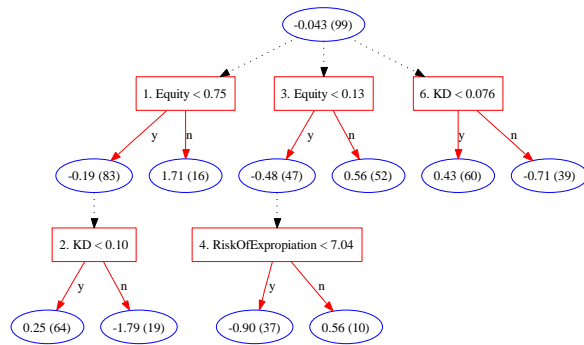 -0.043 (99)
1. Equity < 0.75
3. Equity < 0.13
6. KD < 0.076
y
n
y
n
y
n
-0.19 (83)
1.71 (16)
-0.48 (47)
0.56 (52)
0.43 (60)
-0.71 (39)
2. KD < 0.10
4. RiskOfExpropiation < 7.04
y
n
y
n
0.25 (64)
-1.79 (19)
-0.90 (37)
0.56 (10)